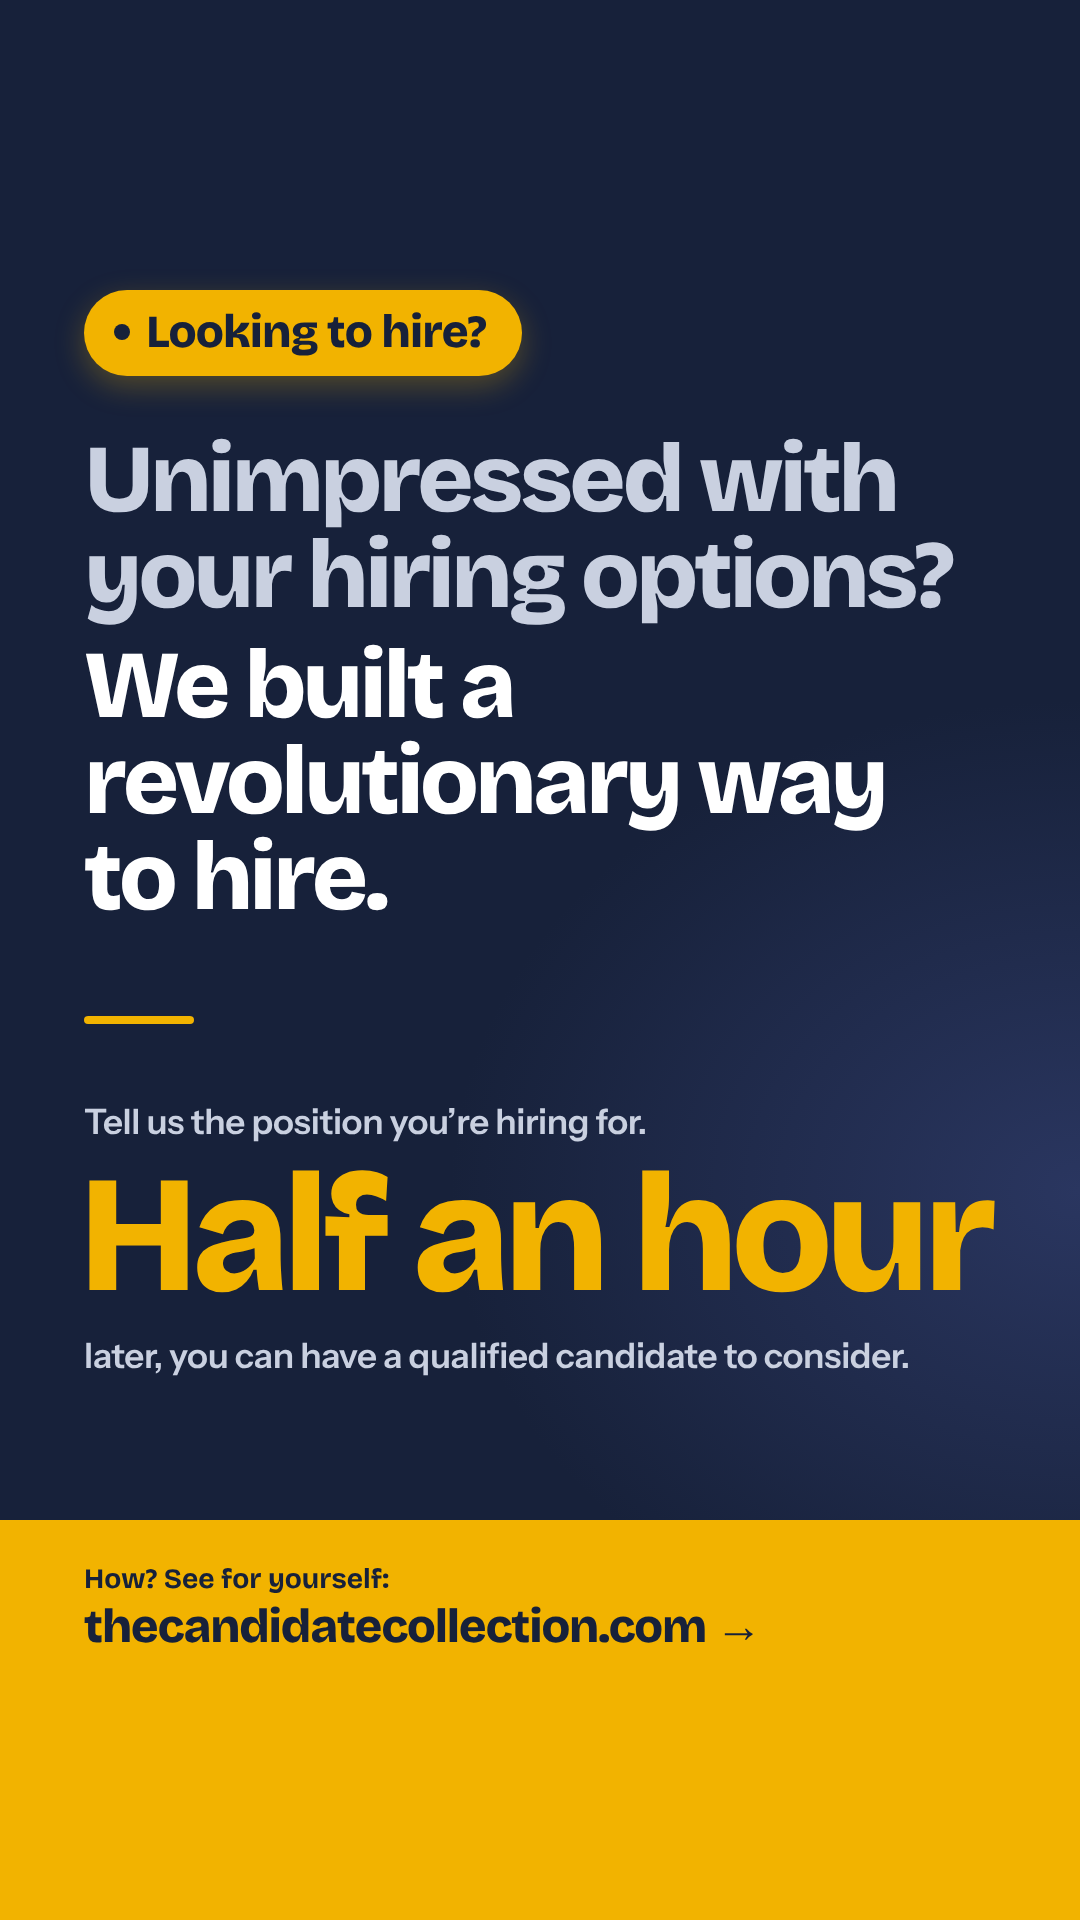 Looking to hire?
Unimpressed with
your hiring options?
We built a
revolutionary way
to hire.
Tell us the position you’re hiring for.
Half an hour
later, you can have a qualified candidate to consider.
How? See for yourself:
thecandidatecollection.com →